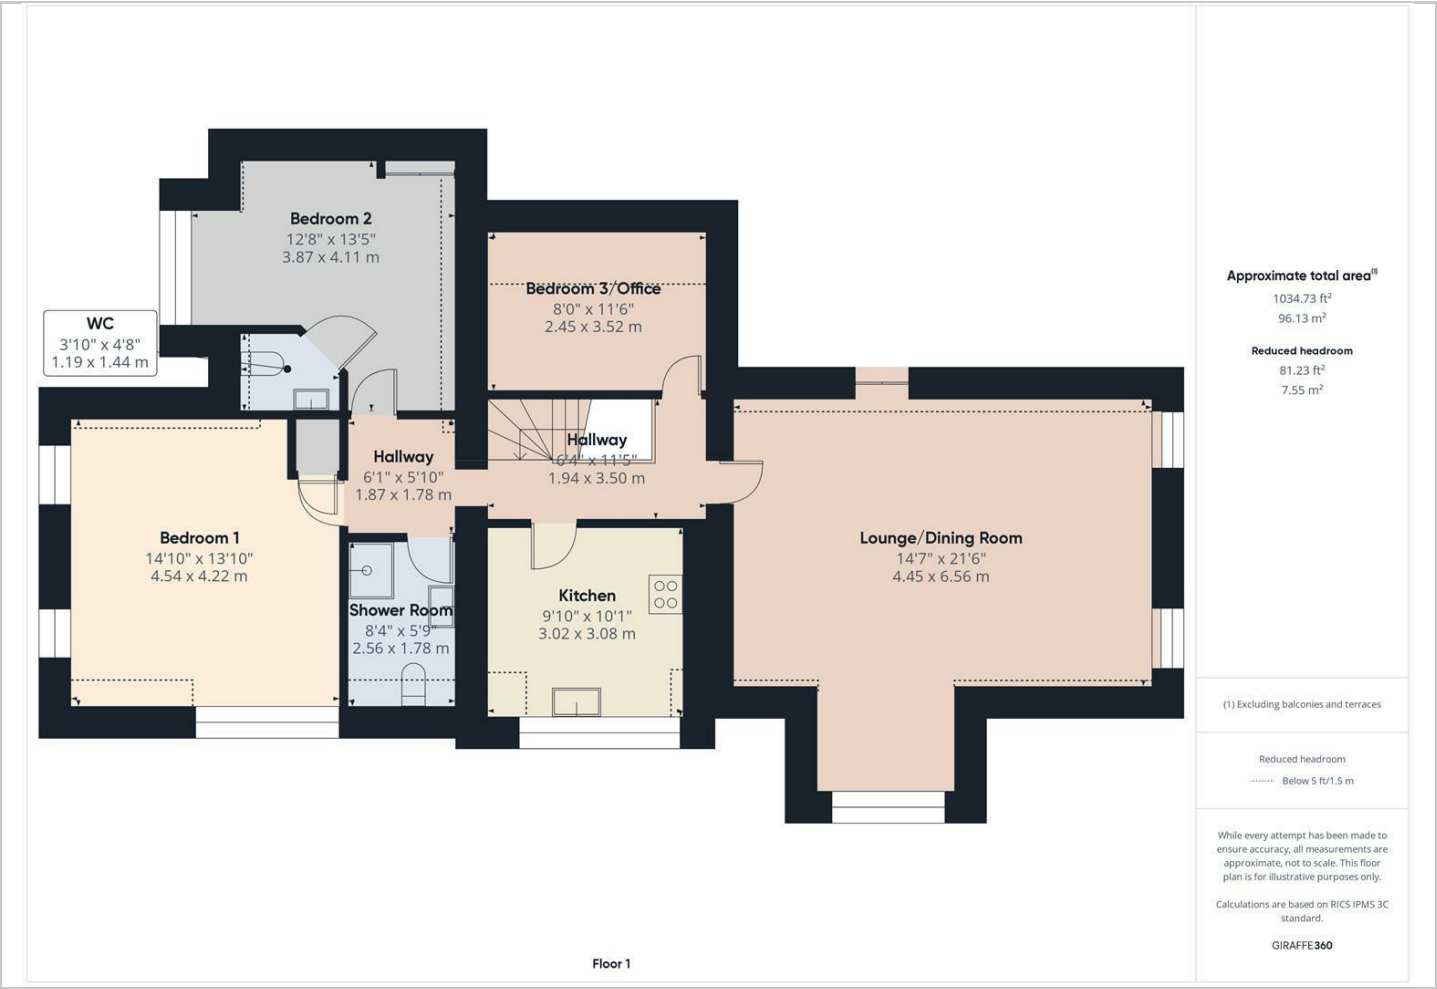 Bedroom 2
12'8" x 13'5"
3.87 x 4.11 m
WC
3'10" x 4'8"
1.19 x 1.44 m
Bedroom 3/Office
8'0" x 11'6"
2.45 x 3.52 m
Hallway
6'1" x 5'10"
1.87 x 1.78 m
Hallway
6'4" x 11'5"
1.94 x 3.50 m
Bedroom 1
14'10" x 13'10"
4.54 x 4.22 m
Shower Room
8'4" x 5'9"
2.56 x 1.78 m
Kitchen
9'10" x 10'1"
3.02 x 3.08 m
Lounge/Dining Room
14'7" x 21'6"
4.45 x 6.56 m
Floor 1
Approximate total area(1)
1034.73 ft²
96.13 m²
Reduced headroom
81.23 ft²
7.55 m²
(1) Excluding balconies and terraces
Reduced headroom
Below 5 ft/1.5 m
While every attempt has been made to
ensure accuracy, all measurements are
approximate, not to scale. This floor
plan is for illustrative purposes only.
Calculations are based on RICS IPMS 3C
standard.
GIRAFFE360